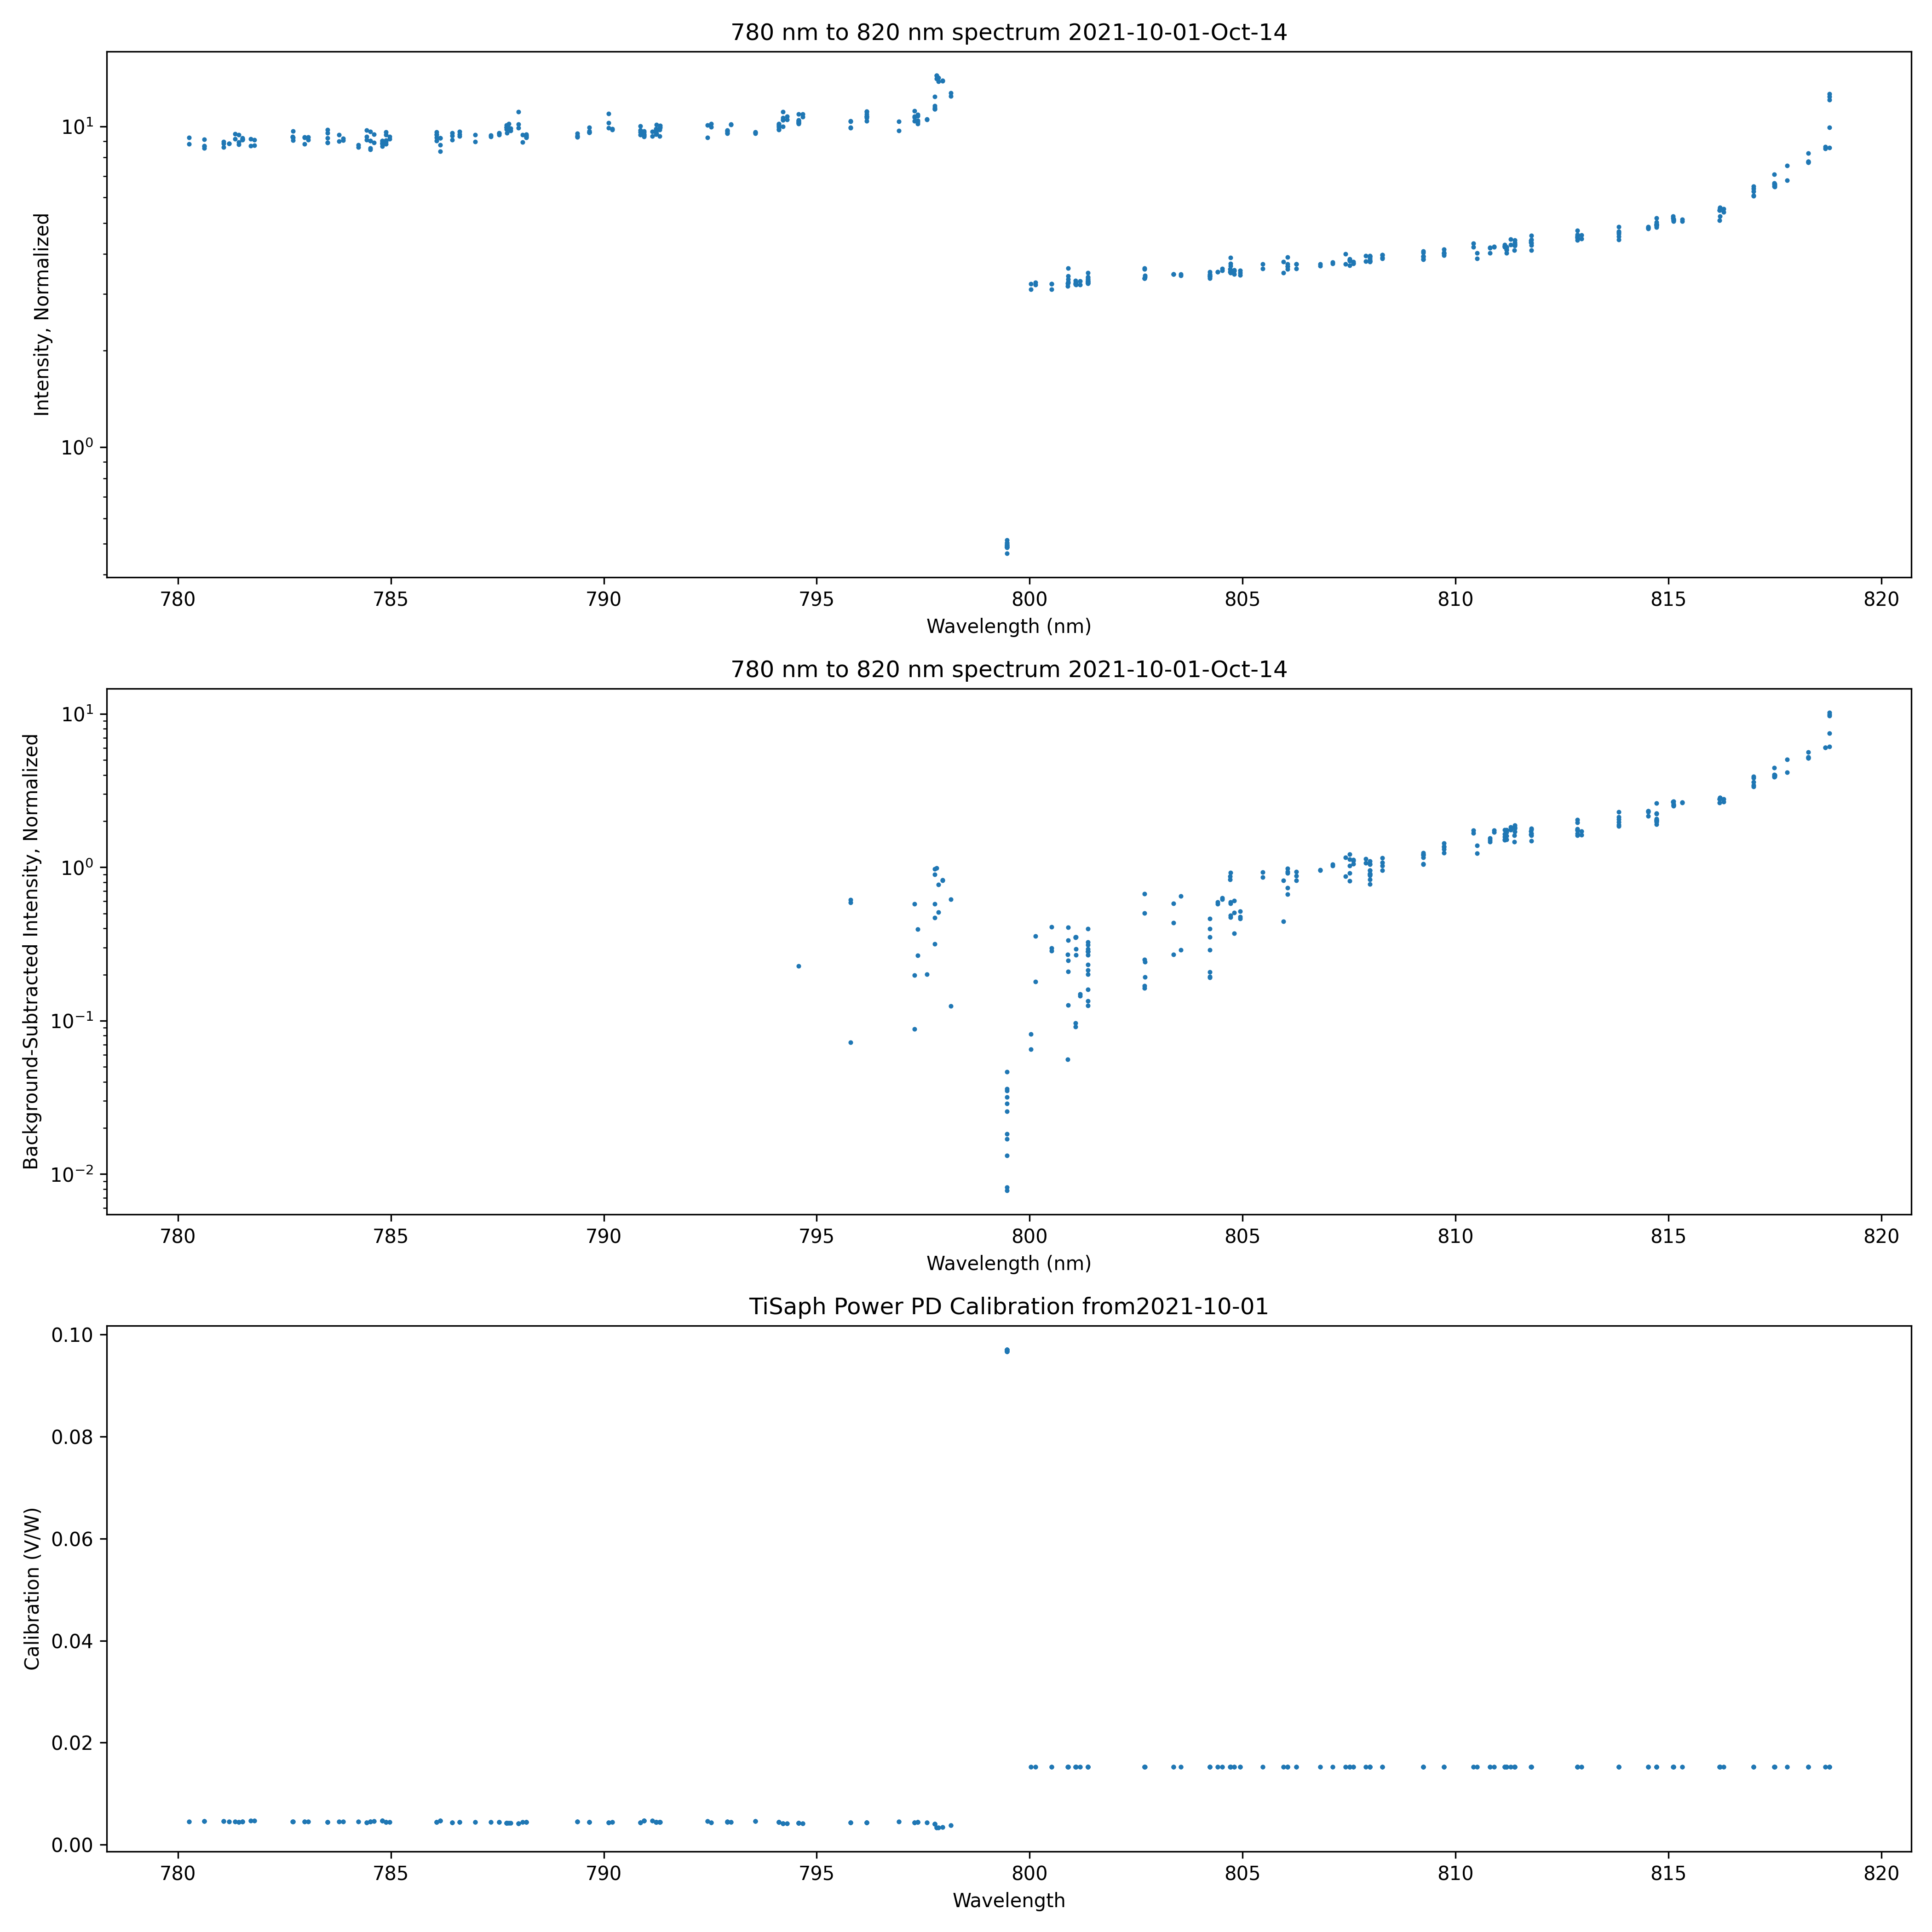 780 nm to 820 nm spectrum 2021-10-01-Oct-14
Intensity, Normalized
10¹
10⁰
780 785 790 795 800 805 810 815 820
Wavelength (nm)
780 nm to 820 nm spectrum 2021-10-01-Oct-14
Background-Subtracted Intensity, Normalized
10¹
10⁰
10⁻¹
10⁻²
780 785 790 795 800 805 810 815 820
Wavelength (nm)
TiSaph Power PD Calibration from2021-10-01
Calibration (V/W)
0.10
0.08
0.06
0.04
0.02
0.00
780 785 790 795 800 805 810 815 820
Wavelength